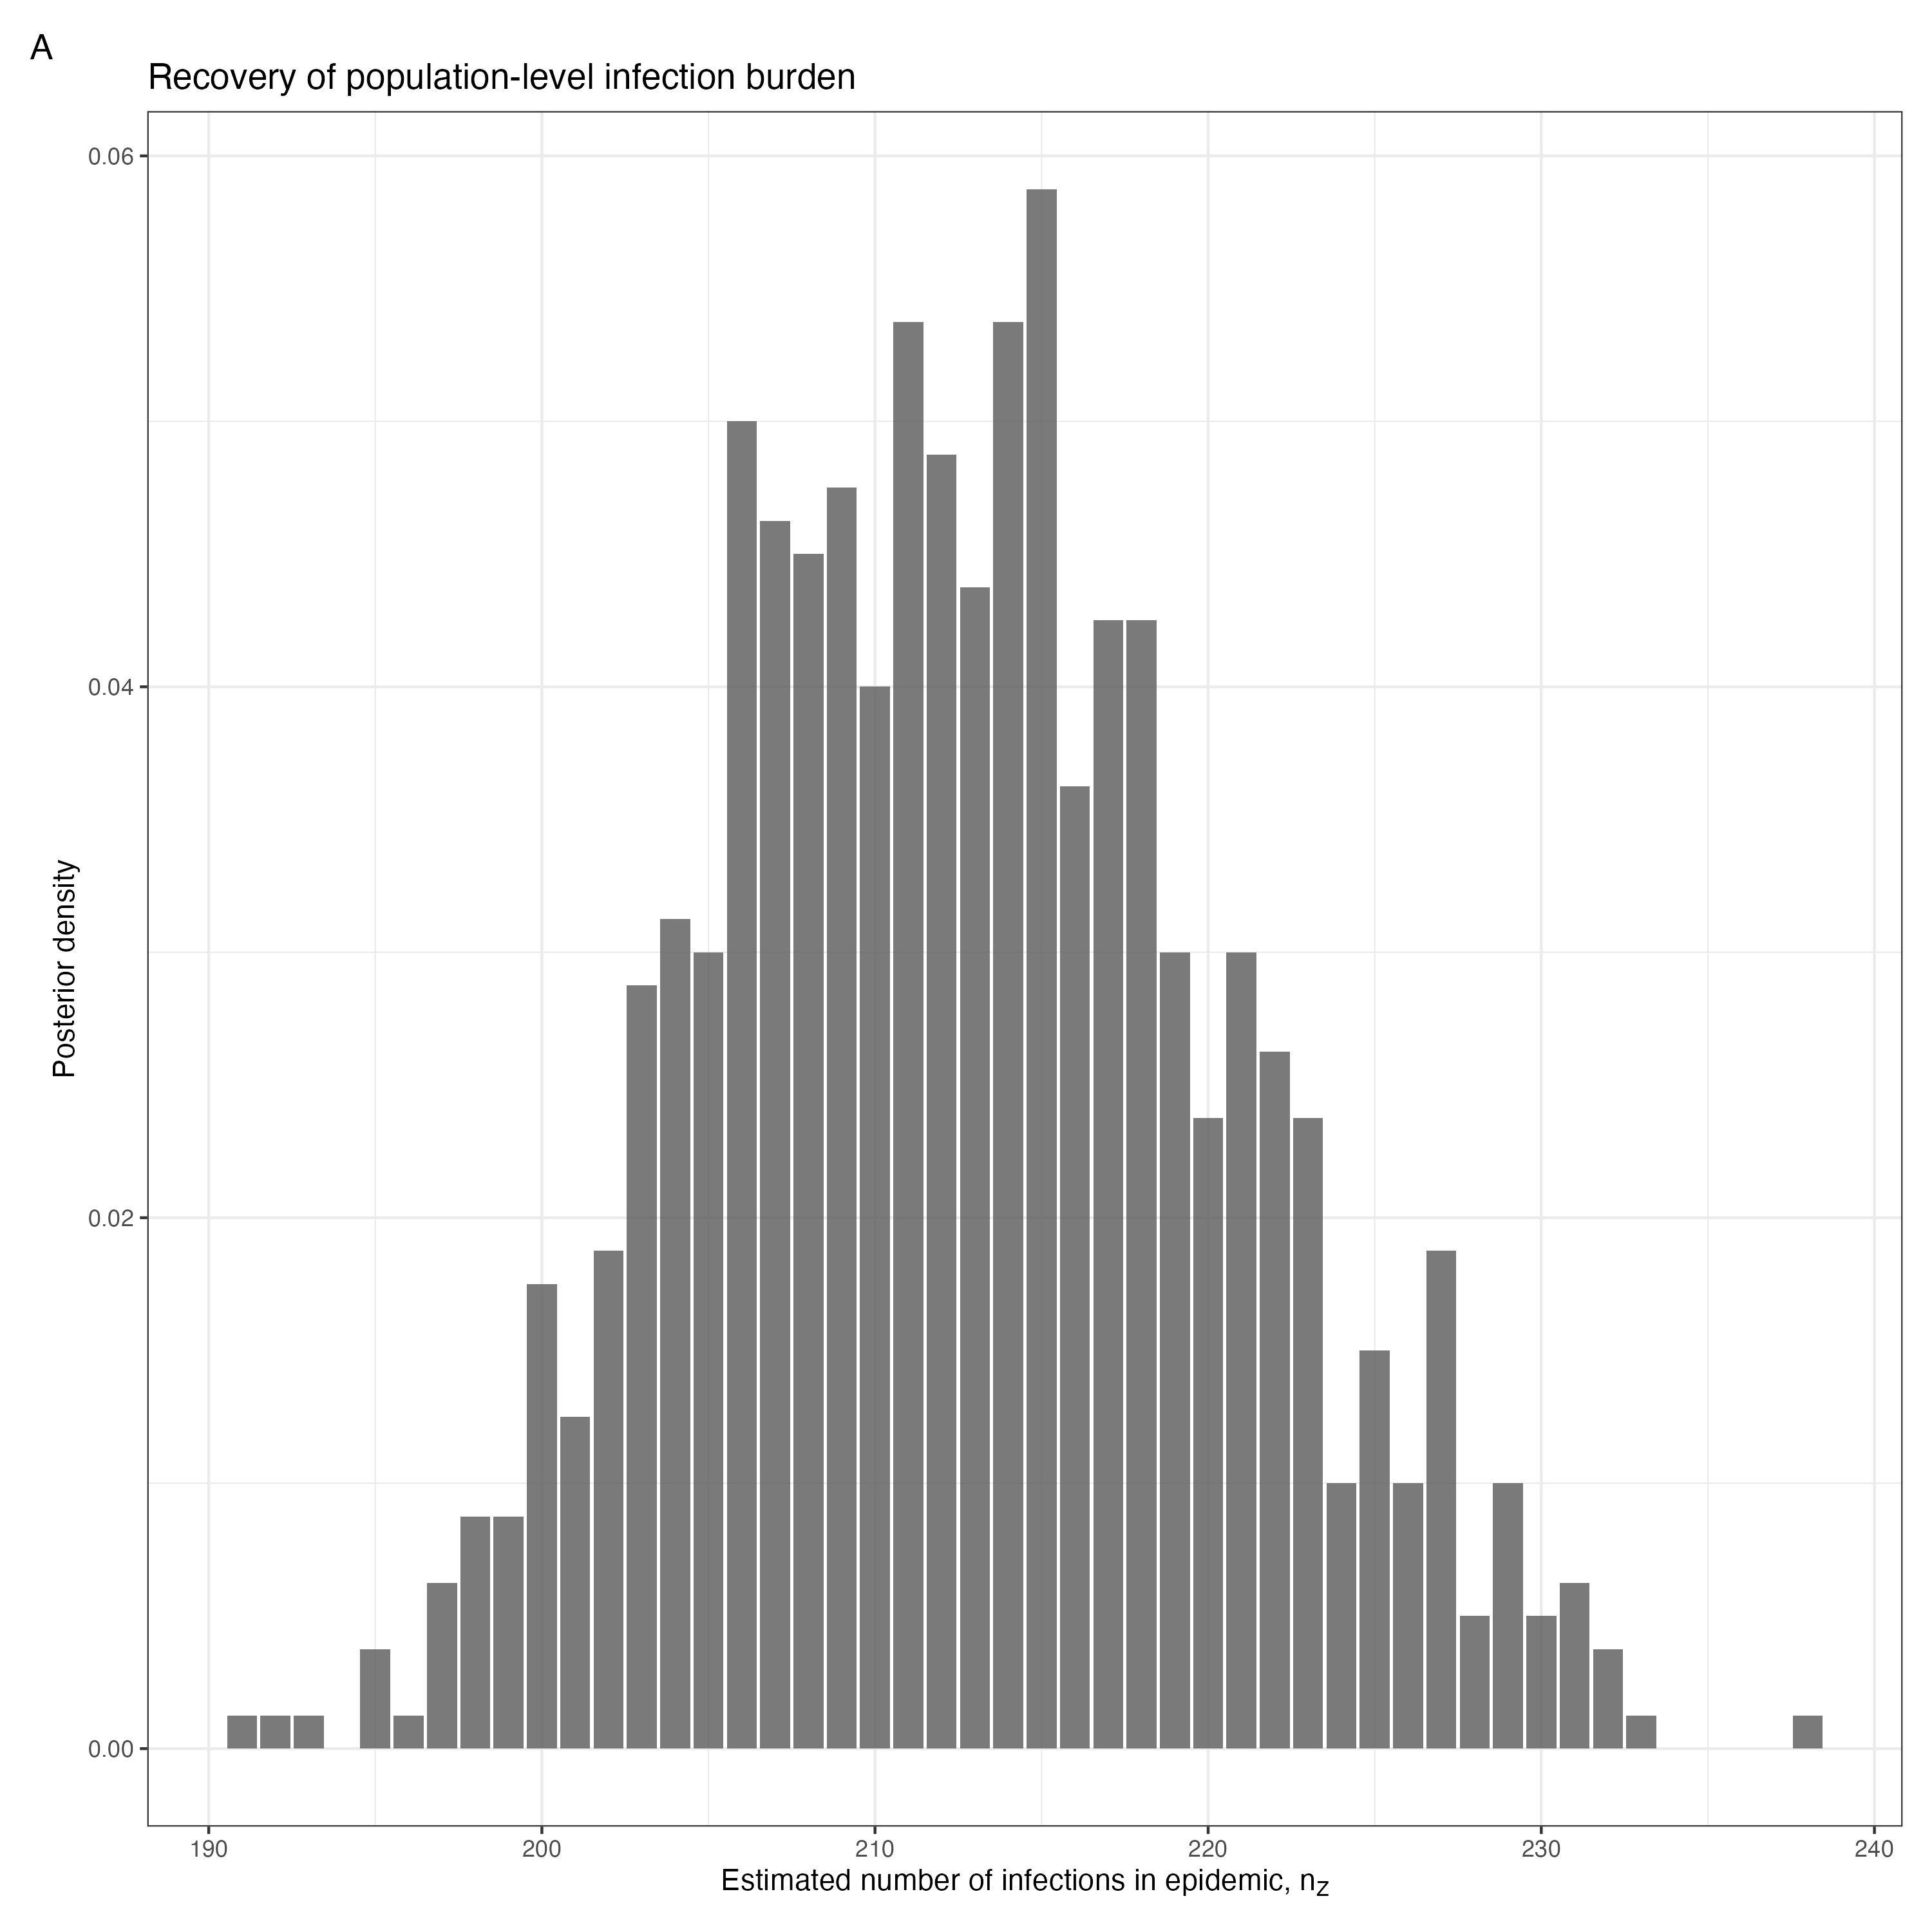 A
Recovery of population-level infection burden
0.06
0.04
0.02
0.00
Posterior density
190 200 210 220 230 240
Estimated number of infections in epidemic, nz